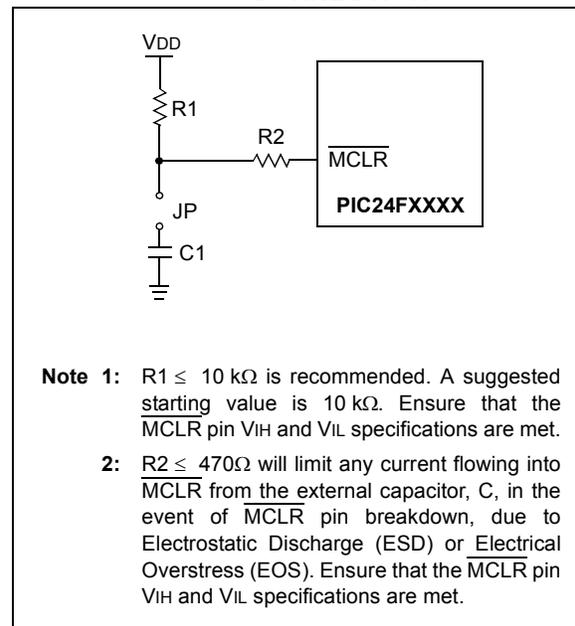 VDD
R1
R2
MCLR
JP
PIC24FXXXX
C1
Note 1: R1 ≤ 10 kΩ is recommended. A suggested
starting value is 10 kΩ. Ensure that the
MCLR pin VIH and VIL specifications are met.
2: R2 ≤ 470Ω will limit any current flowing into
MCLR from the external capacitor, C, in the
event of MCLR pin breakdown, due to
Electrostatic Discharge (ESD) or Electrical
Overstress (EOS). Ensure that the MCLR pin
VIH and VIL specifications are met.